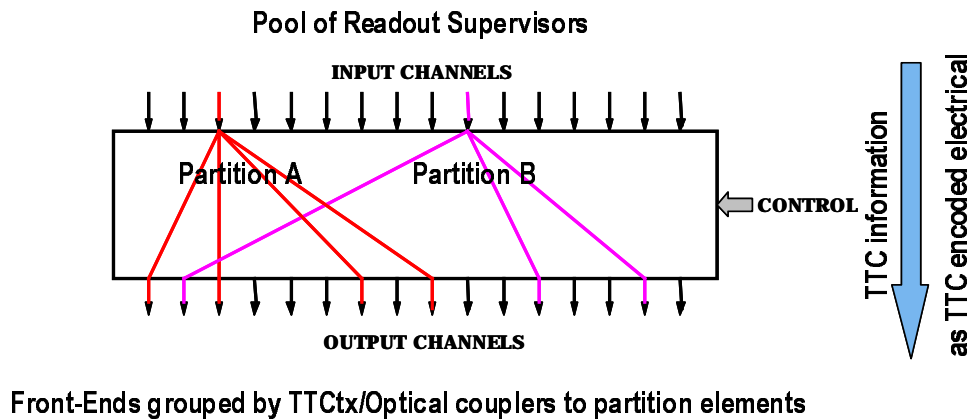 Pool of Readout Supervisors
INPUT CHANNELS
Partition A
Partition B
CONTROL
TTC information
as TTC encoded electrical
OUTPUT CHANNELS
Front-Ends grouped by TTCtx/Optical couplers to partition elements